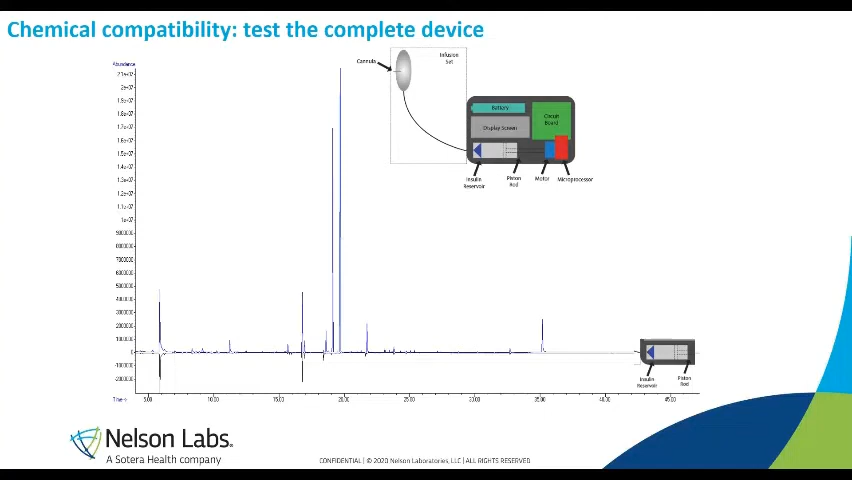 Chemical compatibility: test the complete device
Abundance
2.1e+07
2e+07
1.9e+07
1.8e+07
1.7e+07
1.6e+07
1.5e+07
1.4e+07
1.3e+07
1.2e+07
1.1e+07
1e+07
9000000
8000000
7000000
6000000
5000000
4000000
3000000
2000000
1000000
0
-1000000
-2000000
Time->
5.00
10.00
15.00
20.00
25.00
30.00
35.00
40.00
45.00
Cannula
Infusion
Set
Battery
Display Screen
Circuit
Board
Insulin
Reservoir
Piston
Rod
Motor
Microprocessor
Insulin
Reservoir
Piston
Rod
Nelson Labs.
A Sotera Health company
CONFIDENTIAL | © 2020 Nelson Laboratories, LLC | ALL RIGHTS RESERVED